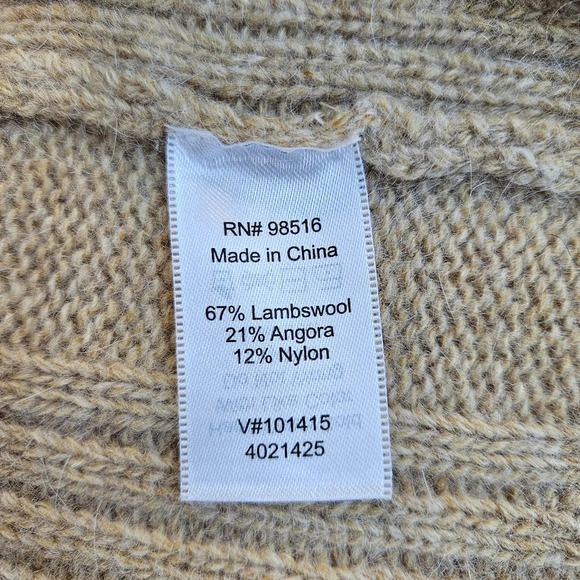 RN# 98516
Made in China
67% Lambswool
21% Angora
12% Nylon
V#101415
4021425